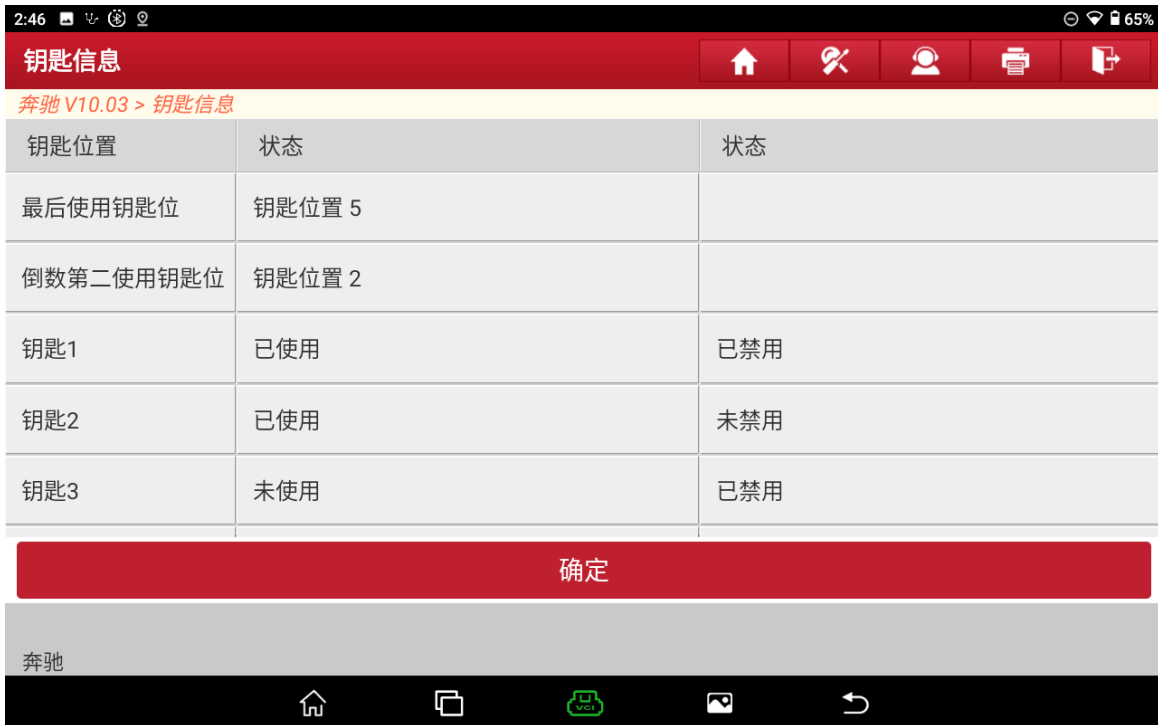 2:46 65%
钥匙信息
奔驰 V10.03 > 钥匙信息
钥匙位置 状态 状态
最后使用钥匙位 钥匙位置 5
倒数第二使用钥匙位 钥匙位置 2
钥匙1 已使用 已禁用
钥匙2 已使用 未禁用
钥匙3 未使用 已禁用
确定
奔驰
VCI